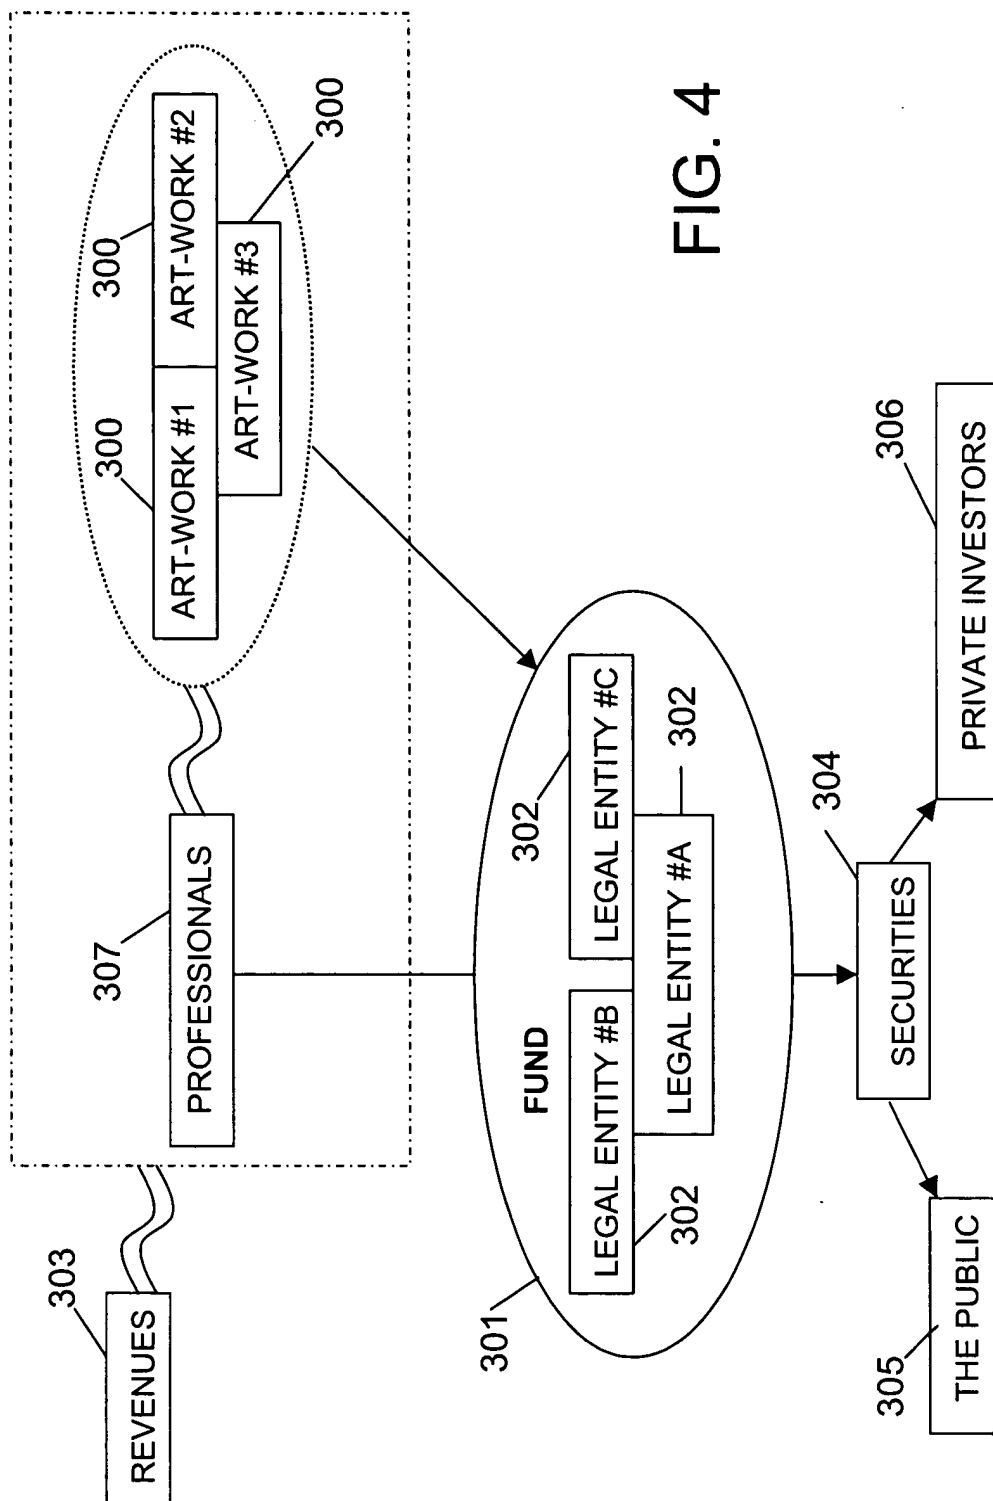 303
REVENUES
307
PROFESSIONALS
300
ART-WORK #1
300
ART-WORK #2
ART-WORK #3
300
301
FUND
302
LEGAL ENTITY #B
302
LEGAL ENTITY #C
LEGAL ENTITY #A
302
304
SECURITIES
305
THE PUBLIC
306
PRIVATE INVESTORS
FIG. 4